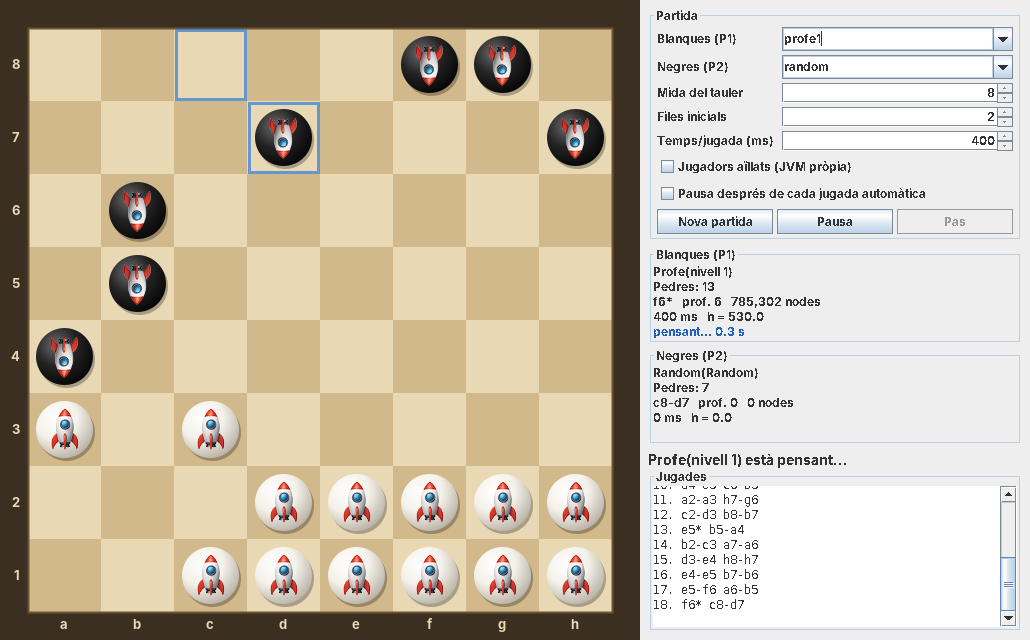 8
7
6
5
4
3
2
1
a b c d e f g h
Partida
Blanques (P1) profe1
Negres (P2) random
Mida del tauler 8
Files inicials 2
Temps/jugada (ms) 400
Jugadors aïllats (JVM pròpia)
Pausa després de cada jugada automàtica
Nova partida Pausa Pas
Blanques (P1)
Profe(nivell 1)
Pedres: 13
f6* prof. 6 785,302 nodes
400 ms h = 530.0
pensant... 0.3 s
Negres (P2)
Random(Random)
Pedres: 7
c8-d7 prof. 0 0 nodes
0 ms h = 0.0
Profe(nivell 1) està pensant...
Jugades
11. a2-a3 h7-g6
12. c2-d3 b8-b7
13. e5* b5-a4
14. b2-c3 a7-a6
15. d3-e4 h8-h7
16. e4-e5 b7-b6
17. e5-f6 a6-b5
18. f6* c8-d7